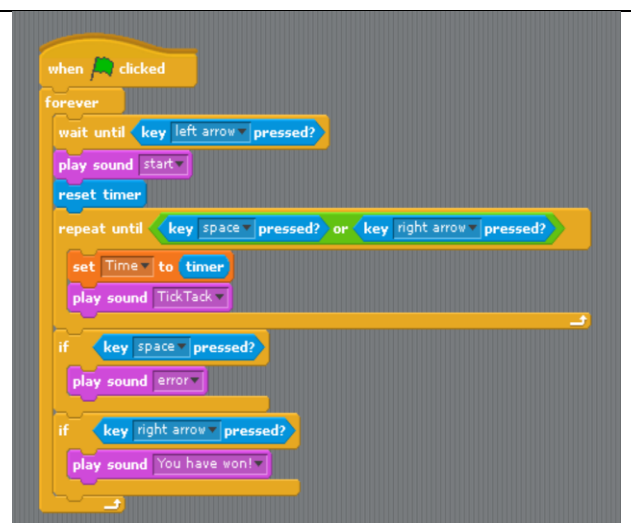 when clicked
forever
wait until key left arrow pressed?
play sound start
reset timer
repeat until key space pressed? or key right arrow pressed?
set Time to timer
play sound TickTack
if key space pressed?
play sound error
if key right arrow pressed?
play sound You have won!